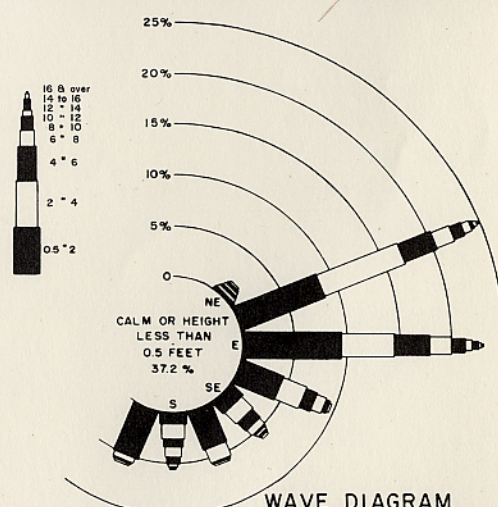 25%
20%
15%
10%
5%
0
16 & over
14 to 16
12 " 14
10 " 12
8 " 10
6 " 8
4 " 6
2 " 4
0.5 " 2
NE
CALM OR HEIGHT
LESS THAN
0.5 FEET
37.2 %
E
SE
S
WAVE DIAGRAM